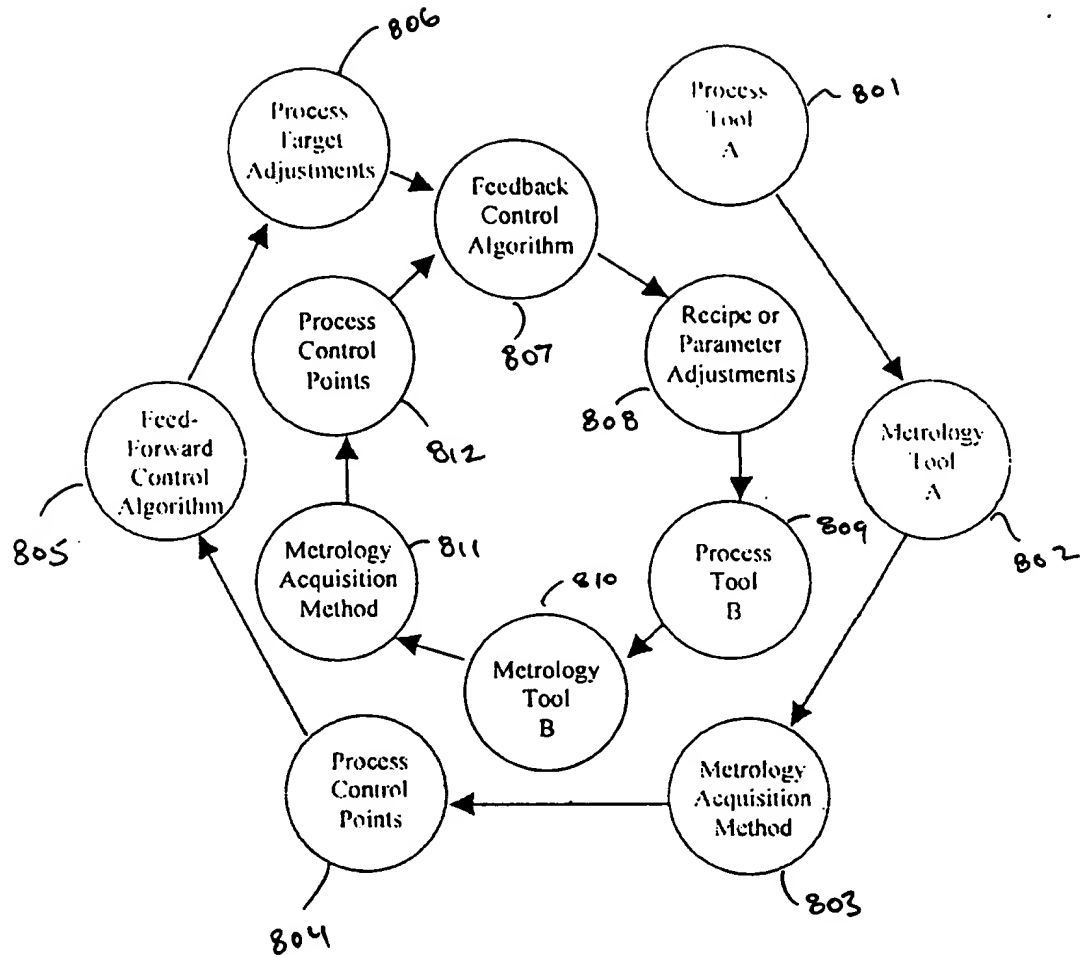 806
Process
Target
Adjustments
Process
Tool
A
801
Feedback
Control
Algorithm
807
Process
Control
Points
812
Recipe or
Parameter
Adjustments
808
Feed-
Forward
Control
Algorithm
805
Metrology
Tool
A
802
Metrology
Acquisition
Method
811
Process
Tool
B
809
Metrology
Tool
B
810
Process
Control
Points
804
Metrology
Acquisition
Method
803